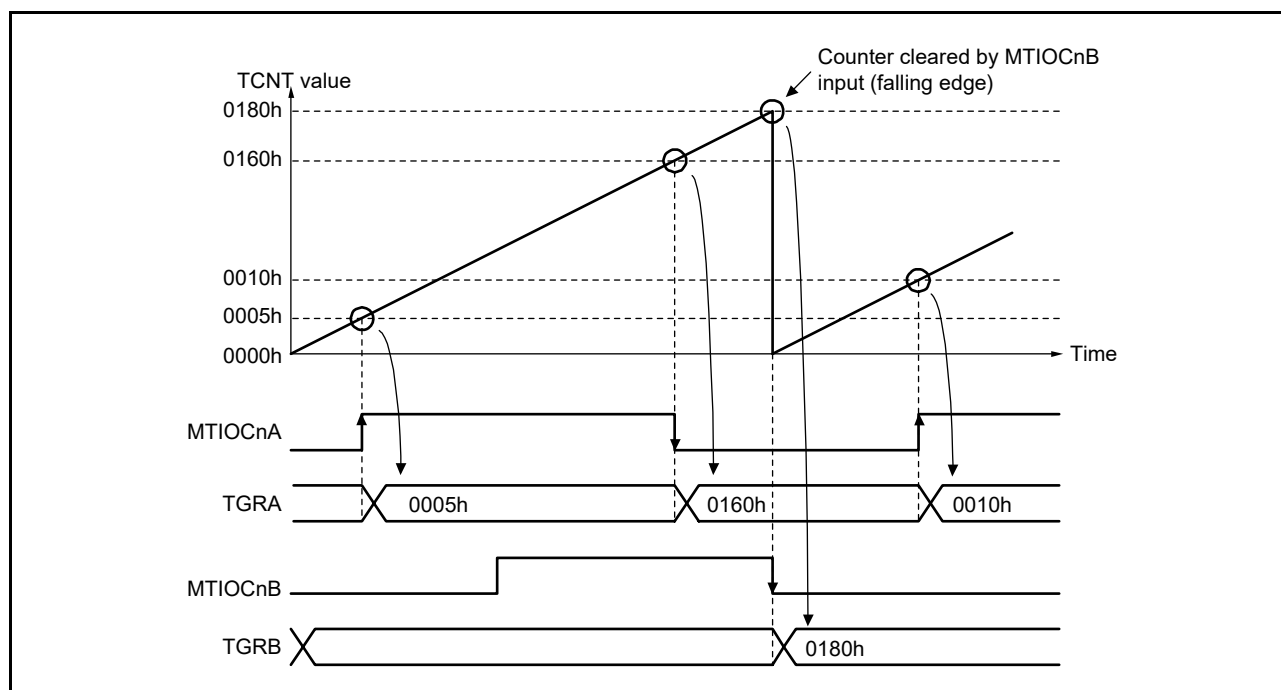 Counter cleared by MTIOCnB
input (falling edge)
TCNT value
0180h
0160h
0010h
0005h
0000h
Time
MTIOCnA
TGRA
0005h
0160h
0010h
MTIOCnB
TGRB
0180h